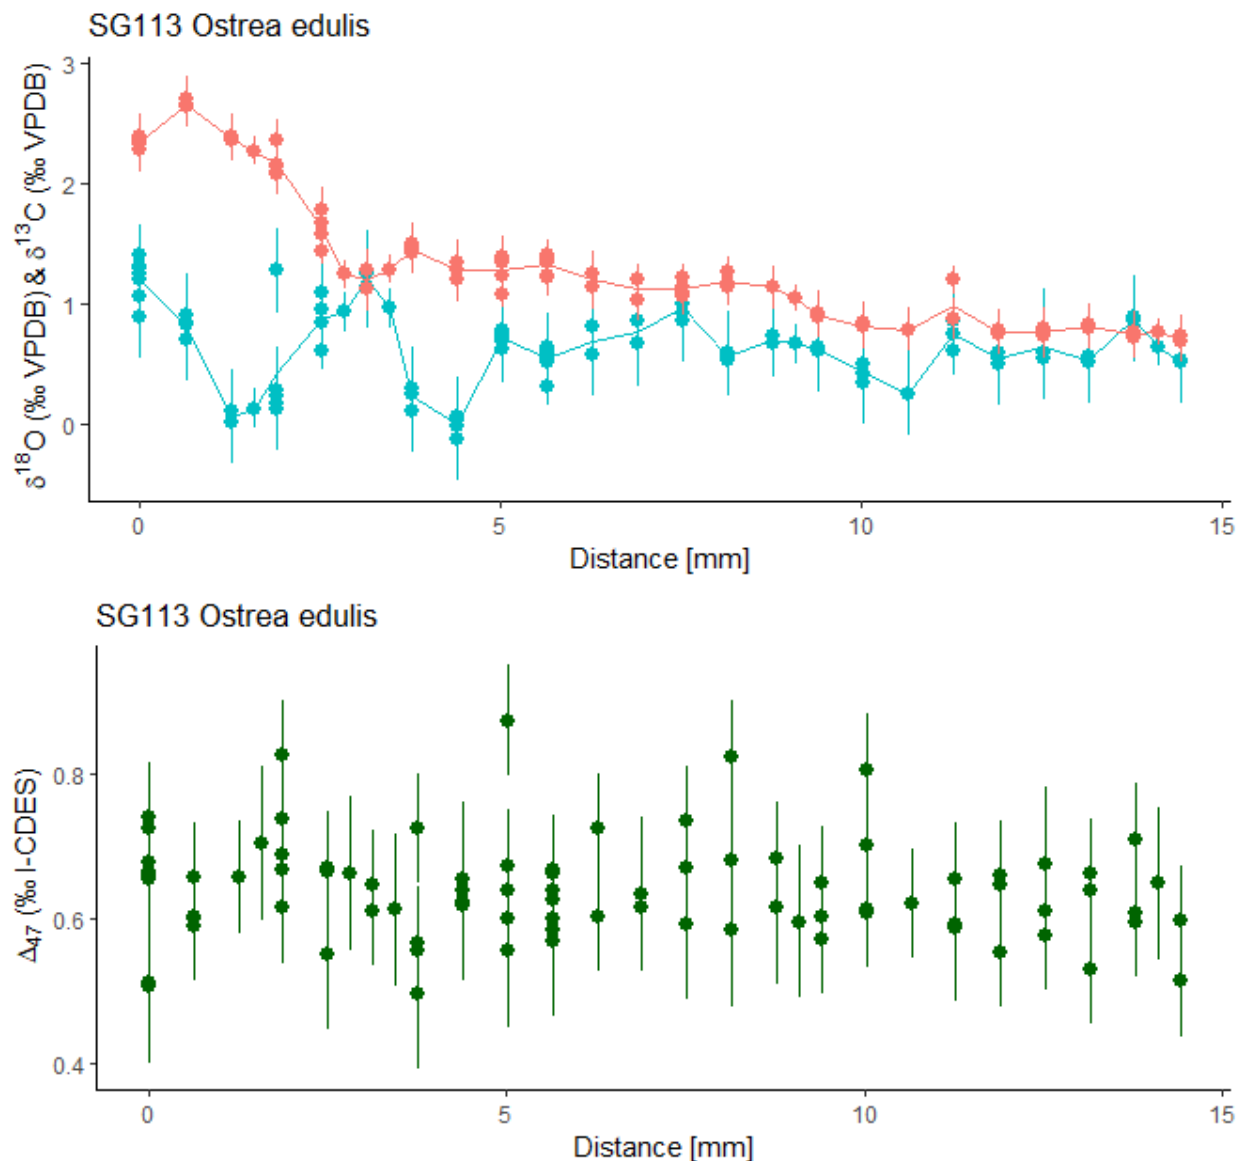 SG113 Ostrea edulis
δ¹⁸O (‰ VPDB) & δ¹³C (‰ VPDB)
3
2
1
0
0 5 10 15
Distance [mm]
SG113 Ostrea edulis
Δ₄₇ (‰ I-CDES)
0.8
0.6
0.4
0 5 10 15
Distance [mm]